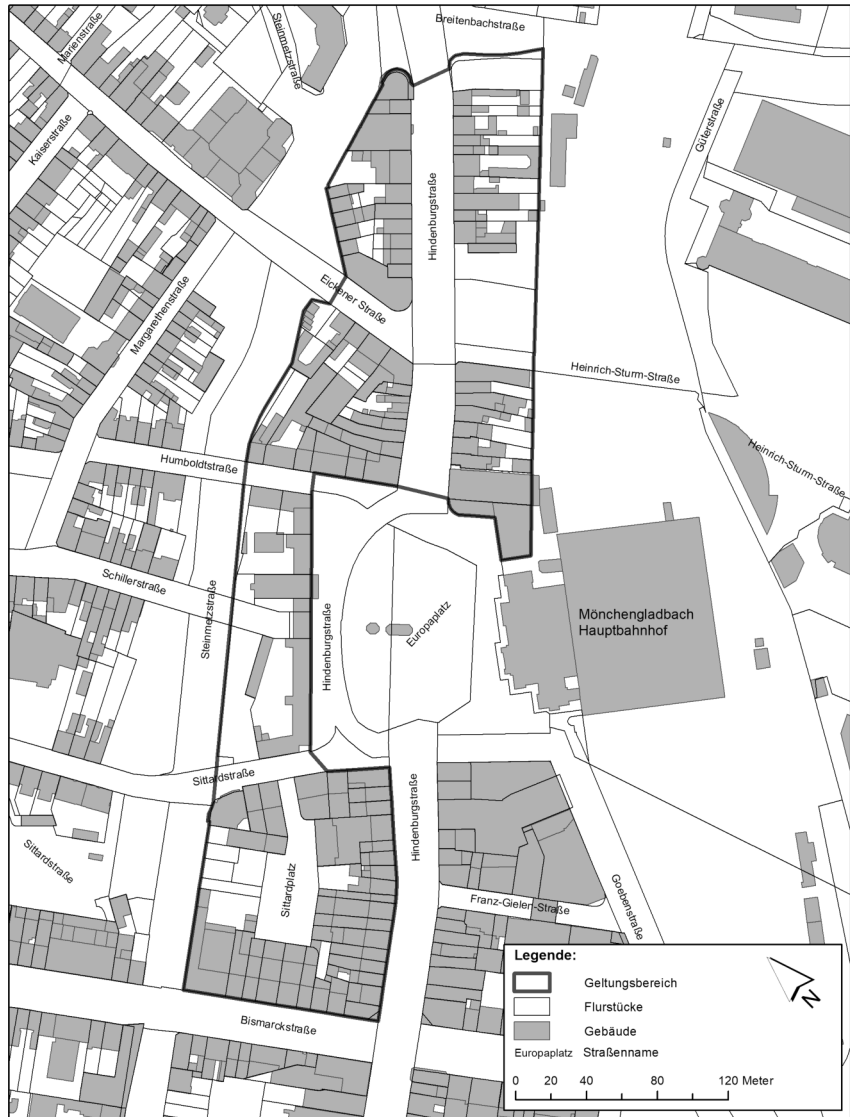 Breitenbachstraße
Steinmetzstraße
Marienstraße
Kaiserstraße
Güterstraße
Hindenburgstraße
Margarethenstraße
Eickener Straße
Heinrich-Sturm-Straße
Heinrich-Sturm-Straße
Humboldtstraße
Schillerstraße
Steinmetzstraße
Hindenburgstraße
Europaplatz
Mönchengladbach
Hauptbahnhof
Sittardstraße
Hindenburgstraße
Sittardstraße
Sittardplatz
Franz-Gielen-Straße
Goebenstraße
Bismarckstraße
Legende:
Geltungsbereich
Flurstücke
Gebäude
Europaplatz Straßenname
N
0 20 40 80 120 Meter